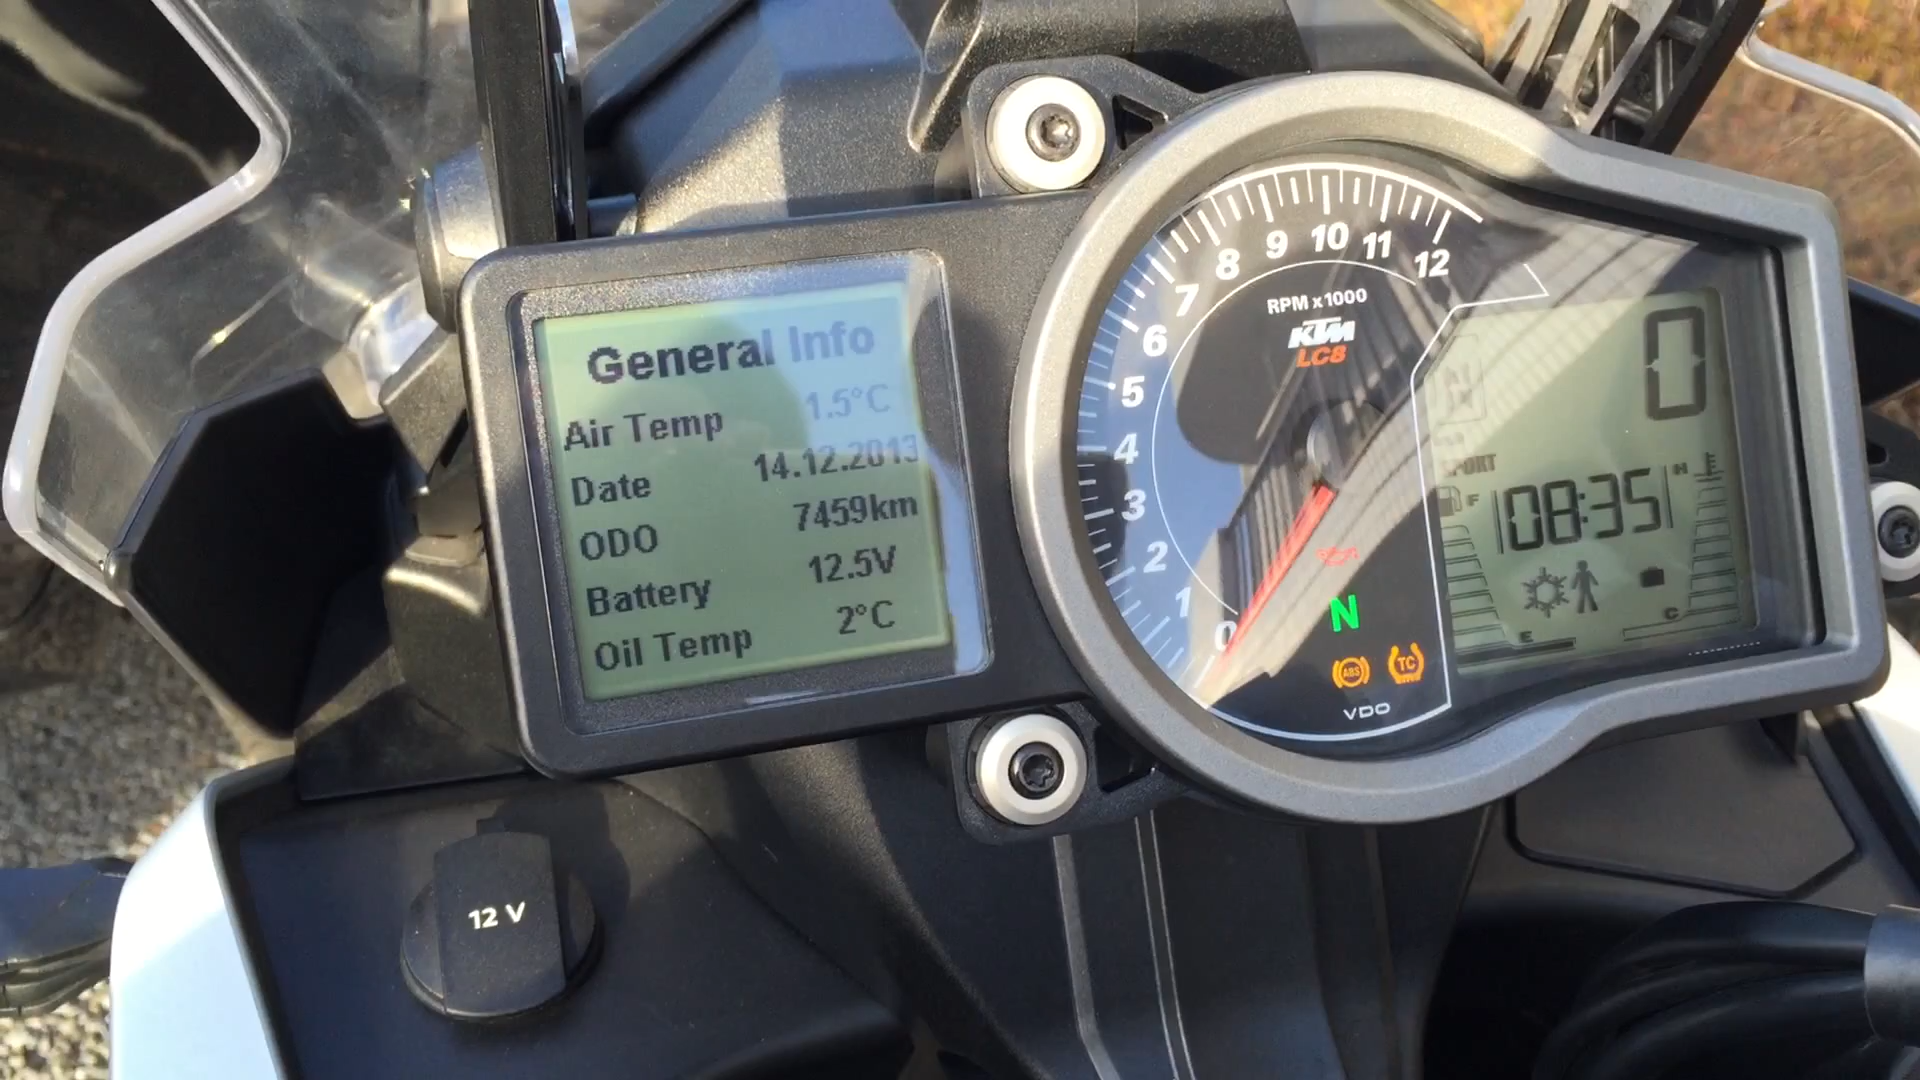 General Info
Air Temp 1.5°C
Date 14.12.2013
ODO 7459km
Battery 12.5V
Oil Temp 2°C
12 V
0
1
2
3
4
5
6
7
8
9
10
11
12
RPM x 1000
KTM
LC8
N
ABS
TC
VDO
0
SPORT
F 08:35 H
E C